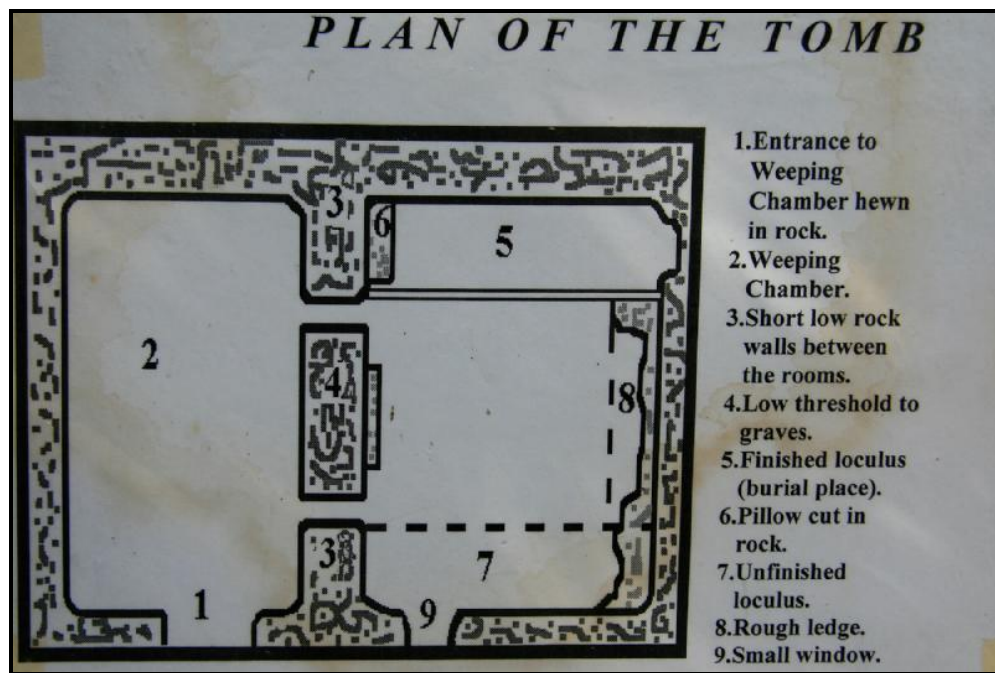 PLAN OF THE TOMB
1.Entrance to
Weeping
Chamber hewn
in rock.
2.Weeping
Chamber.
3.Short low rock
walls between
the rooms.
4.Low threshold to
graves.
5.Finished loculus
(burial place).
6.Pillow cut in
rock.
7.Unfinished
loculus.
8.Rough ledge.
9.Small window.
3
6
5
2
4
8
3
7
1
9